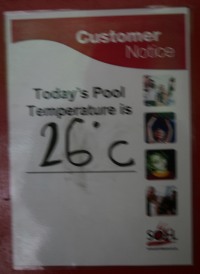 Customer
Notice
Today's Pool
Temperature is
26°C